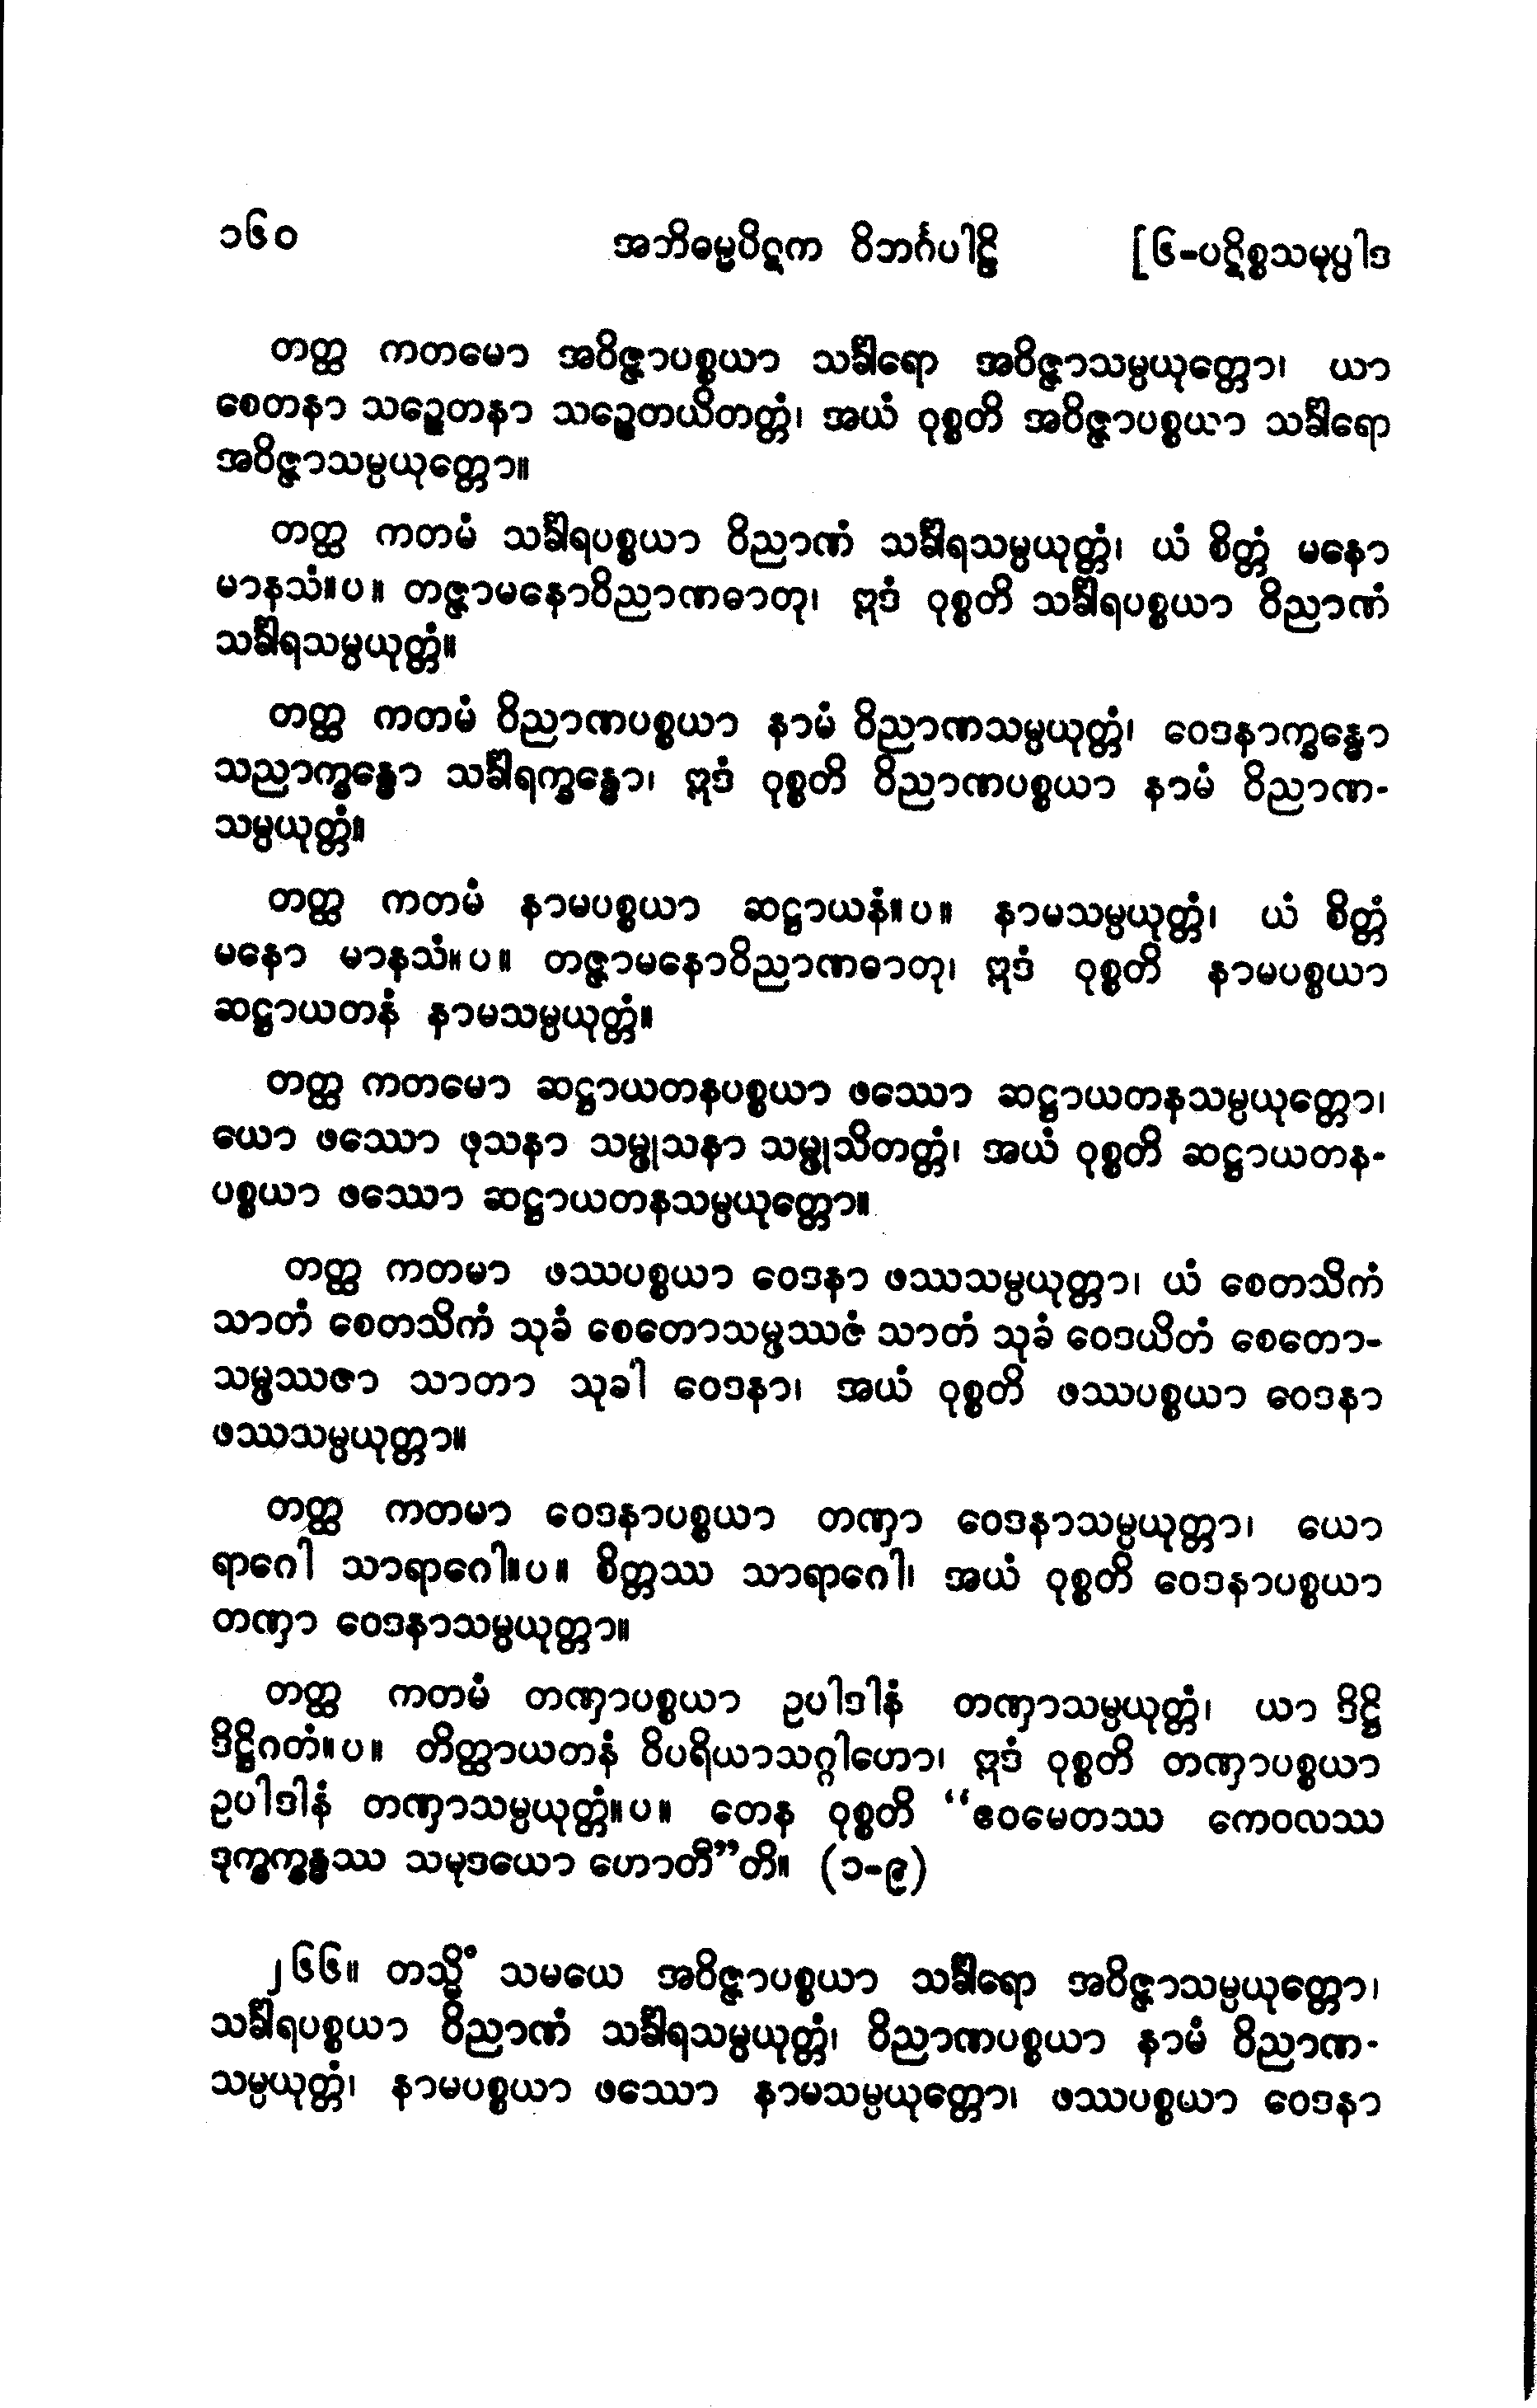 ၁၆၀ အဘိဓမ္မပိဋက ဝိဘင်္ဂပါဠိ [၆-ပဋိစ္စသမုပ္ပါဒ
တတ္ထ ကတမော အဝိဇ္ဇာပစ္စယာ သင်္ခါရော အဝိဇ္ဇာသမ္ပယုတ္တော၊ ယာ
စေတနာ သဉ္စေတနာ သဉ္စေတယိတတ္တံ၊ အယံ ဝုစ္စတိ အဝိဇ္ဇာပစ္စယာ သင်္ခါရော
အဝိဇ္ဇာသမ္ပယုတ္တော။
တတ္ထ ကတမံ သင်္ခါရပစ္စယာ ဝိညာဏံ သင်္ခါရသမ္ပယုတ္တံ၊ ယံ စိတ္တံ မနော
မာနသံ။ပ။ တဇ္ဇာမနောဝိညာဏဓာတု၊ ဣဒံ ဝုစ္စတိ သင်္ခါရပစ္စယာ ဝိညာဏံ
သင်္ခါရသမ္ပယုတ္တံ။
တတ္ထ ကတမံ ဝိညာဏပစ္စယာ နာမံ ဝိညာဏသမ္ပယုတ္တံ၊ ဝေဒနာက္ခန္ဓော
သညာက္ခန္ဓော သင်္ခါရက္ခန္ဓော၊ ဣဒံ ဝုစ္စတိ ဝိညာဏပစ္စယာ နာမံ ဝိညာဏ-
သမ္ပယုတ္တံ။
တတ္ထ ကတမံ နာမပစ္စယာ ဆဋ္ဌာယနံ။ပ။ နာမသမ္ပယုတ္တံ၊ ယံ စိတ္တံ
မနော မာနသံ။ပ။ တဇ္ဇာမနောဝိညာဏဓာတု၊ ဣဒံ ဝုစ္စတိ နာမပစ္စယာ
ဆဋ္ဌာယတနံ နာမသမ္ပယုတ္တံ။
တတ္ထ ကတမော ဆဋ္ဌာယတနပစ္စယာ ဖဿော ဆဋ္ဌာယတနသမ္ပယုတ္တော၊
ယော ဖဿော ဖုသနာ သမ္ဖုသနာ သမ္ဖုသိတတ္တံ၊ အယံ ဝုစ္စတိ ဆဋ္ဌာယတန-
ပစ္စယာ ဖဿော ဆဋ္ဌာယတနသမ္ပယုတ္တော။
တတ္ထ ကတမာ ဖဿပစ္စယာ ဝေဒနာ ဖဿသမ္ပယုတ္တာ၊ ယံ စေတသိကံ
သာတံ စေတသိကံ သုခံ စေတောသမ္ဖဿဇံ သာတံ သုခံ ဝေဒယိတံ စေတော-
သမ္ဖဿဇာ သာတာ သုခါ ဝေဒနာ၊ အယံ ဝုစ္စတိ ဖဿပစ္စယာ ဝေဒနာ
ဖဿသမ္ပယုတ္တာ။
တတ္ထ ကတမာ ဝေဒနာပစ္စယာ တဏှာ ဝေဒနာသမ္ပယုတ္တာ၊ ယော
ရာဂေါ သာရာဂေါ။ပ။ စိတ္တဿ သာရာဂေါ၊ အယံ ဝုစ္စတိ ဝေဒနာပစ္စယာ
တဏှာ ဝေဒနာသမ္ပယုတ္တာ။
တတ္ထ ကတမံ တဏှာပစ္စယာ ဥပါဒါနံ တဏှာသမ္ပယုတ္တံ၊ ယာ ဒိဋ္ဌိ
ဒိဋ္ဌိဂတံ။ပ။ တိတ္ထာယတနံ ဝိပရိယာသဂ္ဂါဟော၊ ဣဒံ ဝုစ္စတိ တဏှာပစ္စယာ
ဥပါဒါနံ တဏှာသမ္ပယုတ္တံ။ပ။ တေန ဝုစ္စတိ “ဧဝမေတဿ ကေဝလဿ
ဒုက္ခက္ခန္ဓဿ သမုဒယော ဟောတီ”တိ။ (၁-၉)
၂၆၆။ တသ္မိံ သမယေ အဝိဇ္ဇာပစ္စယာ သင်္ခါရော အဝိဇ္ဇာသမ္ပယုတ္တော၊
သင်္ခါရပစ္စယာ ဝိညာဏံ သင်္ခါရသမ္ပယုတ္တံ၊ ဝိညာဏပစ္စယာ နာမံ ဝိညာဏ-
သမ္ပယုတ္တံ၊ နာမပစ္စယာ ဖဿော နာမသမ္ပယုတ္တော၊ ဖဿပစ္စယာ ဝေဒနာ